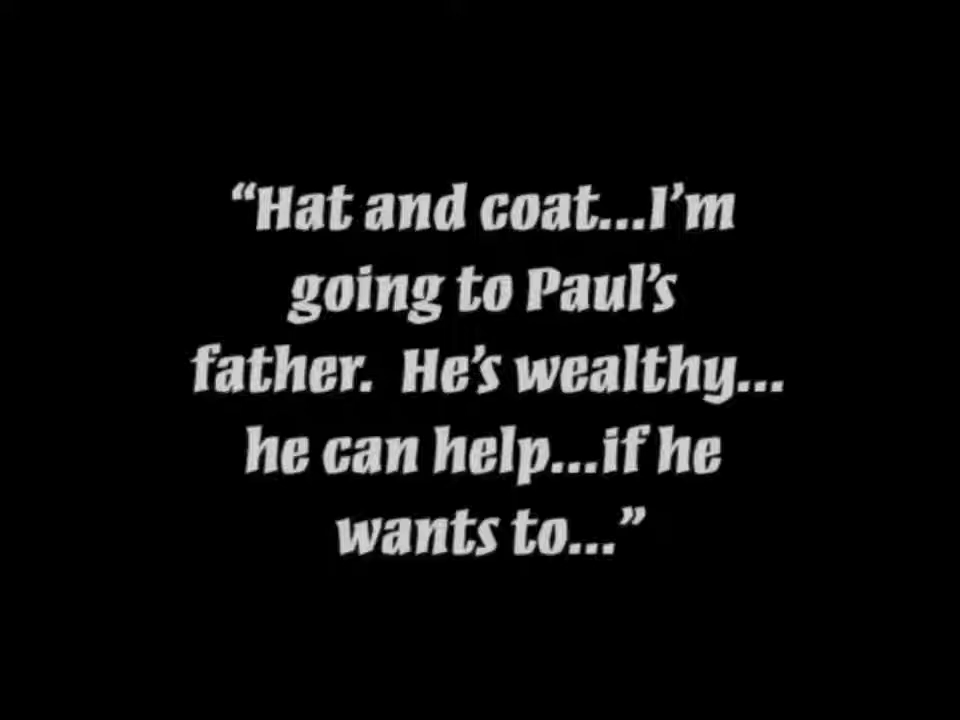 “Hat and coat...I’m
going to Paul’s
father.  He’s wealthy...
he can help...if he
wants to...”